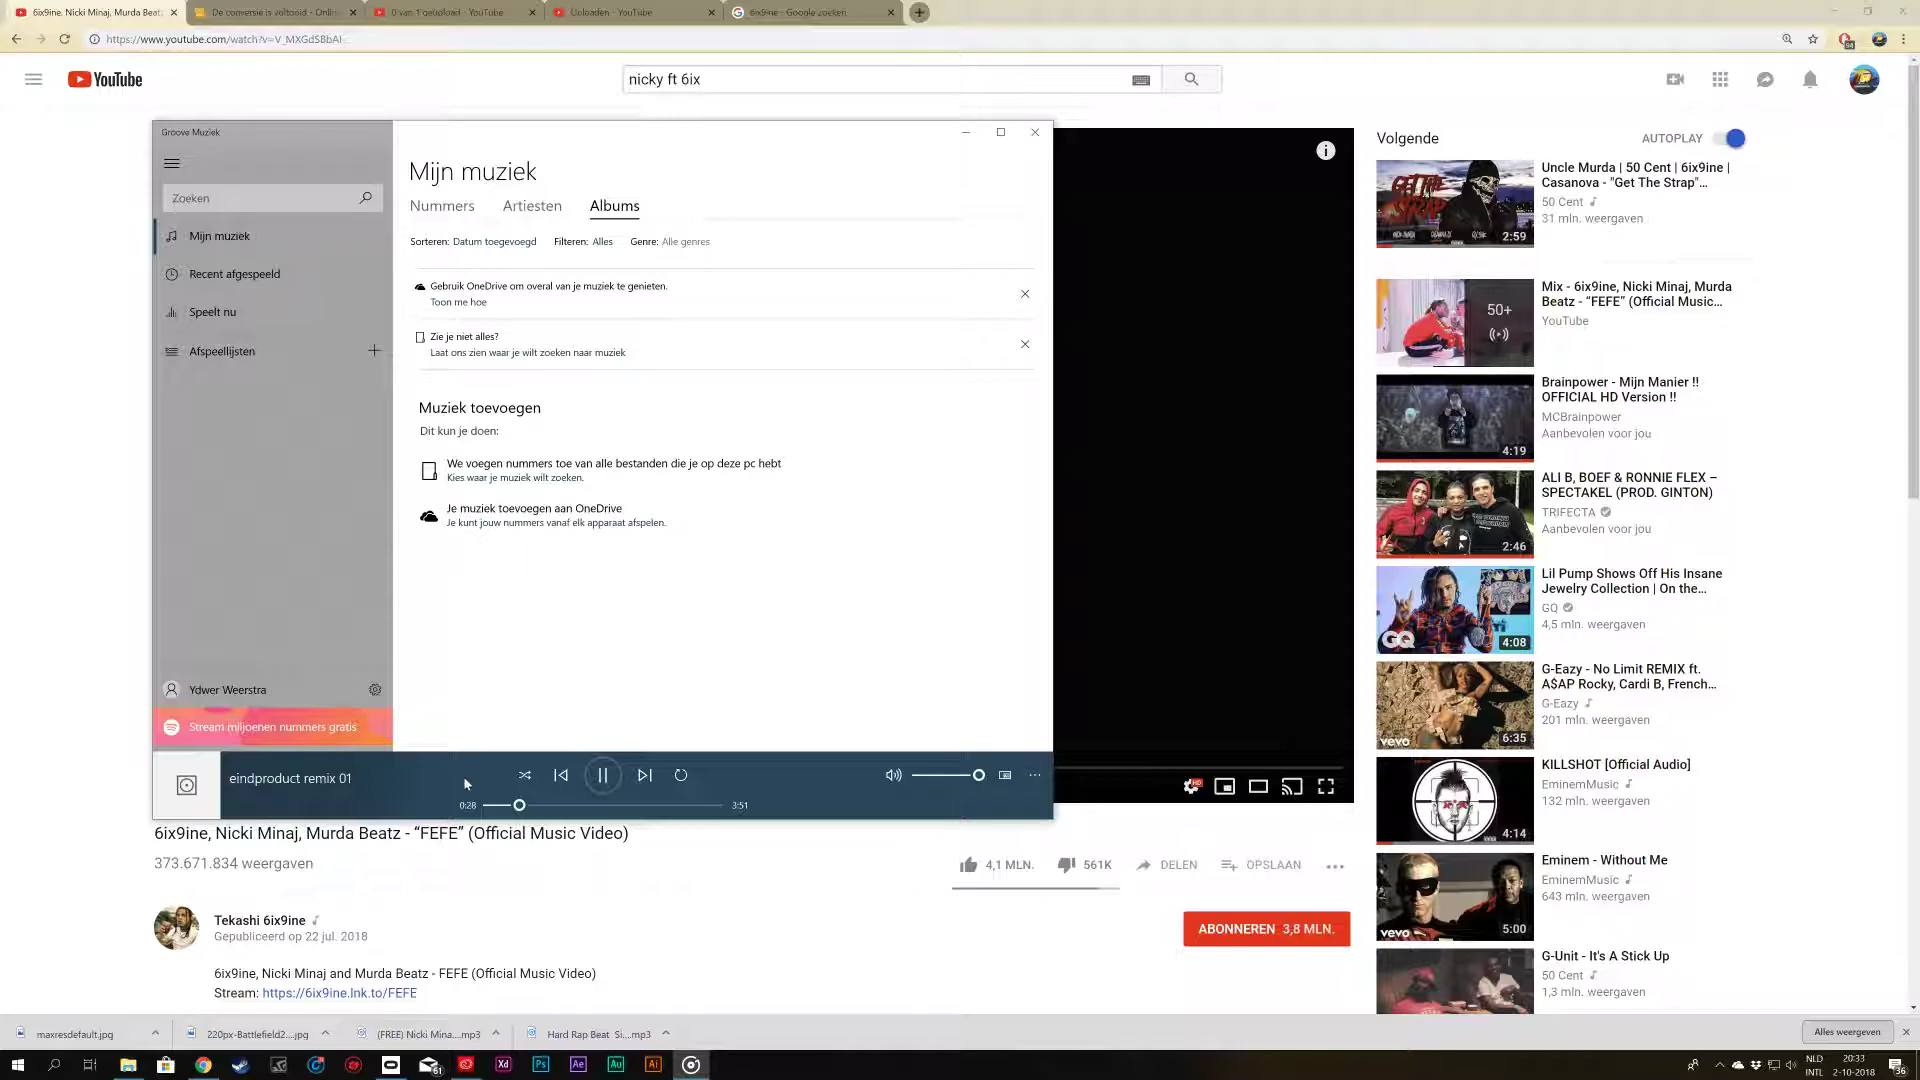 6ix9ine, Nicki Minaj, Murda Beatz
De conversie is voltooid - Onlin
0 van 1 geüpload - YouTube
Uploaden - YouTube
6ix9ine - Google zoeken
https://www.youtube.com/watch?v=V_MXGdSBbAI
YouTube
nicky ft 6ix
Groove Muziek
Zoeken
Mijn muziek
Recent afgespeeld
Speelt nu
Afspeellijsten
Ydwer Weerstra
Stream miljoenen nummers gratis
Mijn muziek
Nummers Artiesten Albums
Sorteren: Datum toegevoegd Filteren: Alles Genre: Alle genres
Gebruik OneDrive om overal van je muziek te genieten.
Toon me hoe
Zie je niet alles?
Laat ons zien waar je wilt zoeken naar muziek
Muziek toevoegen
Dit kun je doen:
We voegen nummers toe van alle bestanden die je op deze pc hebt
Kies waar je muziek wilt zoeken.
Je muziek toevoegen aan OneDrive
Je kunt jouw nummers vanaf elk apparaat afspelen.
eindproduct remix 01
0:28
3:51
HD
6ix9ine, Nicki Minaj, Murda Beatz - “FEFE” (Official Music Video)
373.671.834 weergaven
4,1 MLN. 561K DELEN OPSLAAN
Tekashi 6ix9ine
Gepubliceerd op 22 jul. 2018
ABONNEREN 3,8 MLN.
6ix9ine, Nicki Minaj and Murda Beatz - FEFE (Official Music Video)
Stream: https://6ix9ine.lnk.to/FEFE
Volgende
AUTOPLAY
GET THE STRAP
2:59
Uncle Murda | 50 Cent | 6ix9ine |
Casanova - "Get The Strap"...
50 Cent
31 mln. weergaven
50+
Mix - 6ix9ine, Nicki Minaj, Murda
Beatz - “FEFE” (Official Music...
YouTube
4:19
Brainpower - Mijn Manier !!
OFFICIAL HD Version !!
MCBrainpower
Aanbevolen voor jou
2:46
ALI B, BOEF & RONNIE FLEX –
SPECTAKEL (PROD. GINTON)
TRIFECTA
Aanbevolen voor jou
GQ
4:08
Lil Pump Shows Off His Insane
Jewelry Collection | On the...
GQ
4,5 mln. weergaven
vevo
6:35
G-Eazy - No Limit REMIX ft.
A$AP Rocky, Cardi B, French...
G-Eazy
201 mln. weergaven
4:14
KILLSHOT [Official Audio]
EminemMusic
132 mln. weergaven
vevo
5:00
Eminem - Without Me
EminemMusic
643 mln. weergaven
G-Unit - It's A Stick Up
50 Cent
1,3 mln. weergaven
maxresdefault.jpg
220px-Battlefield2....jpg
(FREE) Nicki Mina....mp3
Hard Rap Beat Si....mp3
Alles weergeven
61
Xd
Ps
Ae
Au
Ai
NLD
INTL
20:33
2-10-2018
36